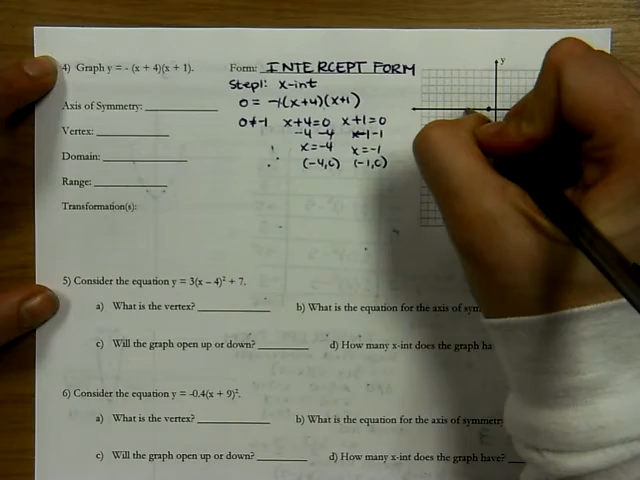 4) Graph y = - (x + 4)(x + 1).
Form: INTERCEPT FORM
y
Step1: x-int
0 = -1(x+4)(x+1)
Axis of Symmetry:
0≠-1 x+4=0 x+1=0
-4 -4 -1 -1
Vertex:
x=-4 x=-1
Domain:
(-4,0) (-1,0)
Range:
Transformation(s):
5) Consider the equation y = 3(x – 4)² + 7.
a) What is the vertex?
b) What is the equation for the axis of sym
c) Will the graph open up or down?
d) How many x-int does the graph ha
6) Consider the equation y = -0.4(x + 9)².
a) What is the vertex?
b) What is the equation for the axis of symmetry
c) Will the graph open up or down?
d) How many x-int does the graph have?